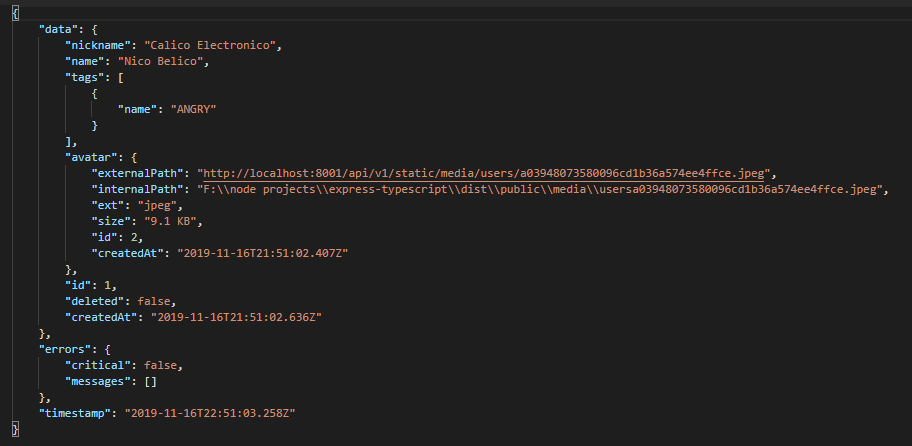 {
    "data": {
        "nickname": "Calico Electronico",
        "name": "Nico Belico",
        "tags": [
            {
                "name": "ANGRY"
            }
        ],
        "avatar": {
            "externalPath": "http://localhost:8001/api/v1/static/media/users/a03948073580096cd1b36a574ee4ffce.jpeg",
            "internalPath": "F:\\node projects\\express-typescript\\dist\\public\\media\\usersa03948073580096cd1b36a574ee4ffce.jpeg",
            "ext": "jpeg",
            "size": "9.1 KB",
            "id": 2,
            "createdAt": "2019-11-16T21:51:02.407Z"
        },
        "id": 1,
        "deleted": false,
        "createdAt": "2019-11-16T21:51:02.636Z"
    },
    "errors": {
        "critical": false,
        "messages": []
    },
    "timestamp": "2019-11-16T22:51:03.258Z"
}